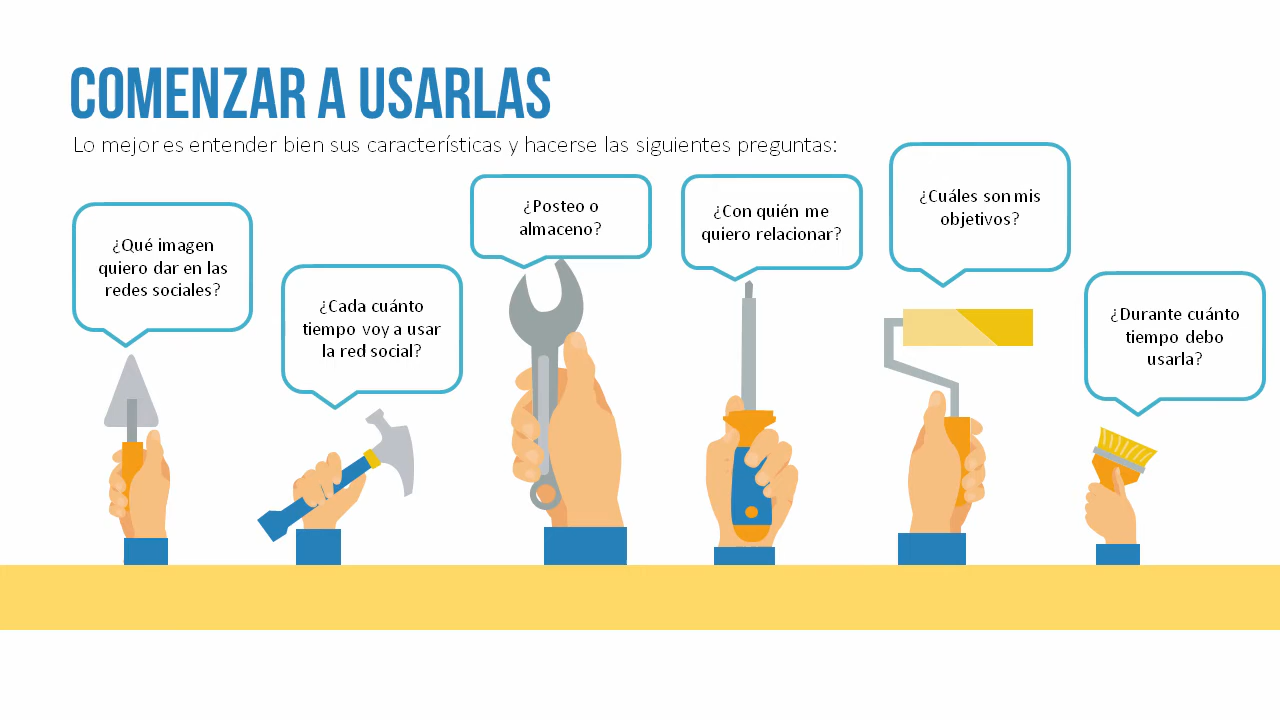 COMENZAR A USARLAS
Lo mejor es entender bien sus características y hacerse las siguientes preguntas:
¿Qué imagen
quiero dar en las
redes sociales?
¿Cada cuánto
tiempo voy a usar
la red social?
¿Posteo o
almaceno?
¿Con quién me
quiero relacionar?
¿Cuáles son mis
objetivos?
¿Durante cuánto
tiempo debo
usarla?